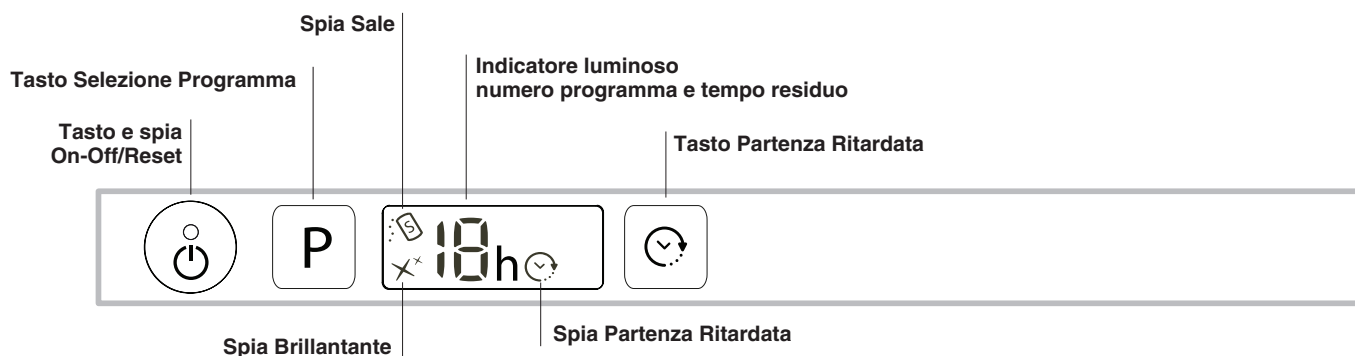 Spia Sale
Indicatore luminoso
numero programma e tempo residuo
Tasto Selezione Programma
Tasto e spia
On-Off/Reset
Tasto Partenza Ritardata
P
S
18h
Spia Partenza Ritardata
Spia Brillantante